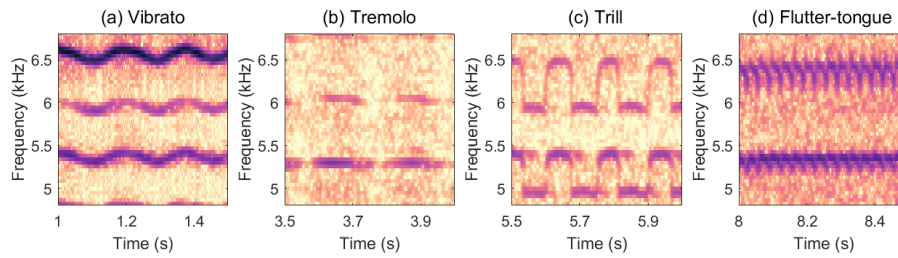 (a) Vibrato
Frequency (kHz)
6.5
6
5.5
5
1
1.2
1.4
Time (s)
(b) Tremolo
Frequency (kHz)
6.5
6
5.5
5
3.5
3.7
3.9
Time (s)
(c) Trill
Frequency (kHz)
6.5
6
5.5
5
5.5
5.7
5.9
Time (s)
(d) Flutter-tongue
Frequency (kHz)
6.5
6
5.5
5
8
8.2
8.4
Time (s)